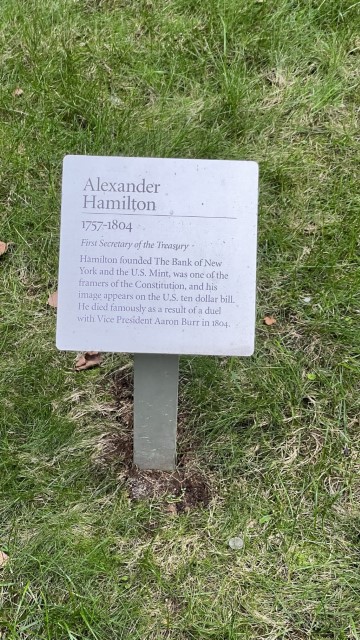 Alexander
Hamilton
1757-1804
First Secretary of the Treasury
Hamilton founded The Bank of New
York and the U.S. Mint, was one of the
framers of the Constitution, and his
image appears on the U.S. ten dollar bill.
He died famously as a result of a duel
with Vice President Aaron Burr in 1804.